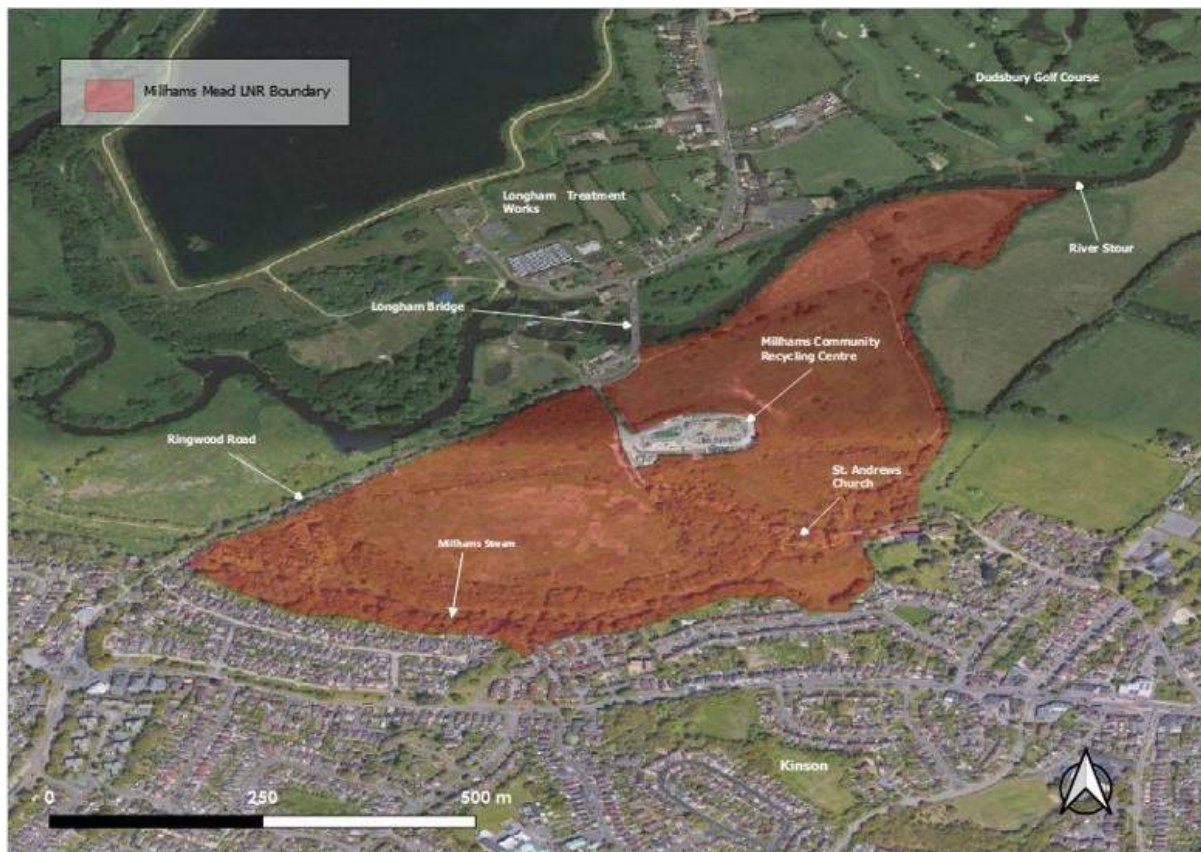 Millhams Mead LNR Boundary
Dudsbury Golf Course
Longham Treatment
Works
River Stour
Longham Bridge
Millhams Community
Recycling Centre
Ringwood Road
St. Andrews
Church
Millhams Stream
Kinson
0 250 500 m